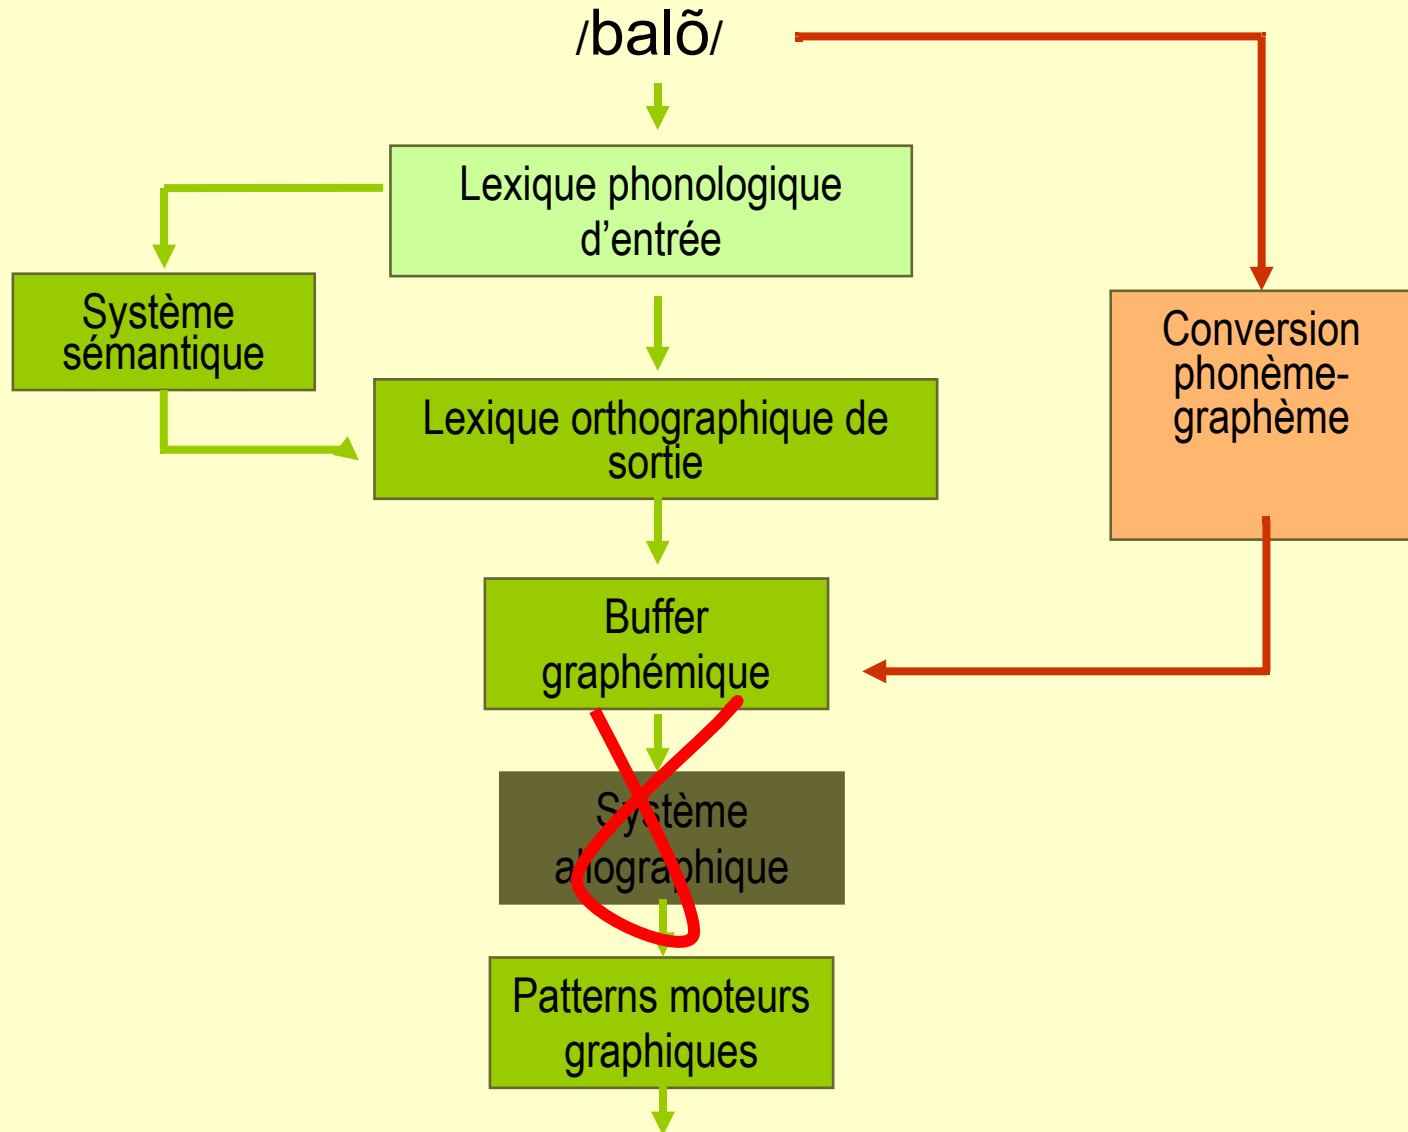 /balõ/
Lexique phonologique
d’entrée
Système
sémantique
Conversion
phonème-
graphème
Lexique orthographique de
sortie
Buffer
graphémique
Système
allographique
Patterns moteurs
graphiques